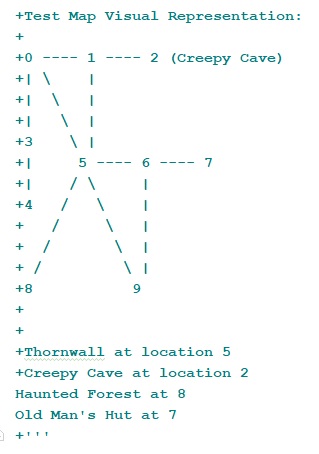 +Test Map Visual Representation:
+
+0 ---- 1 ---- 2 (Creepy Cave)
+| \    |
+|  \   |
+|   \  |
+3    \ |
+|     5 ---- 6 ---- 7
+|    / \     |
+4   /   \    |
+   /     \   |
+  /       \  |
+ /         \ |
+8           9
+
+
+Thornwall at location 5
+Creepy Cave at location 2
Haunted Forest at 8
Old Man's Hut at 7
+'''